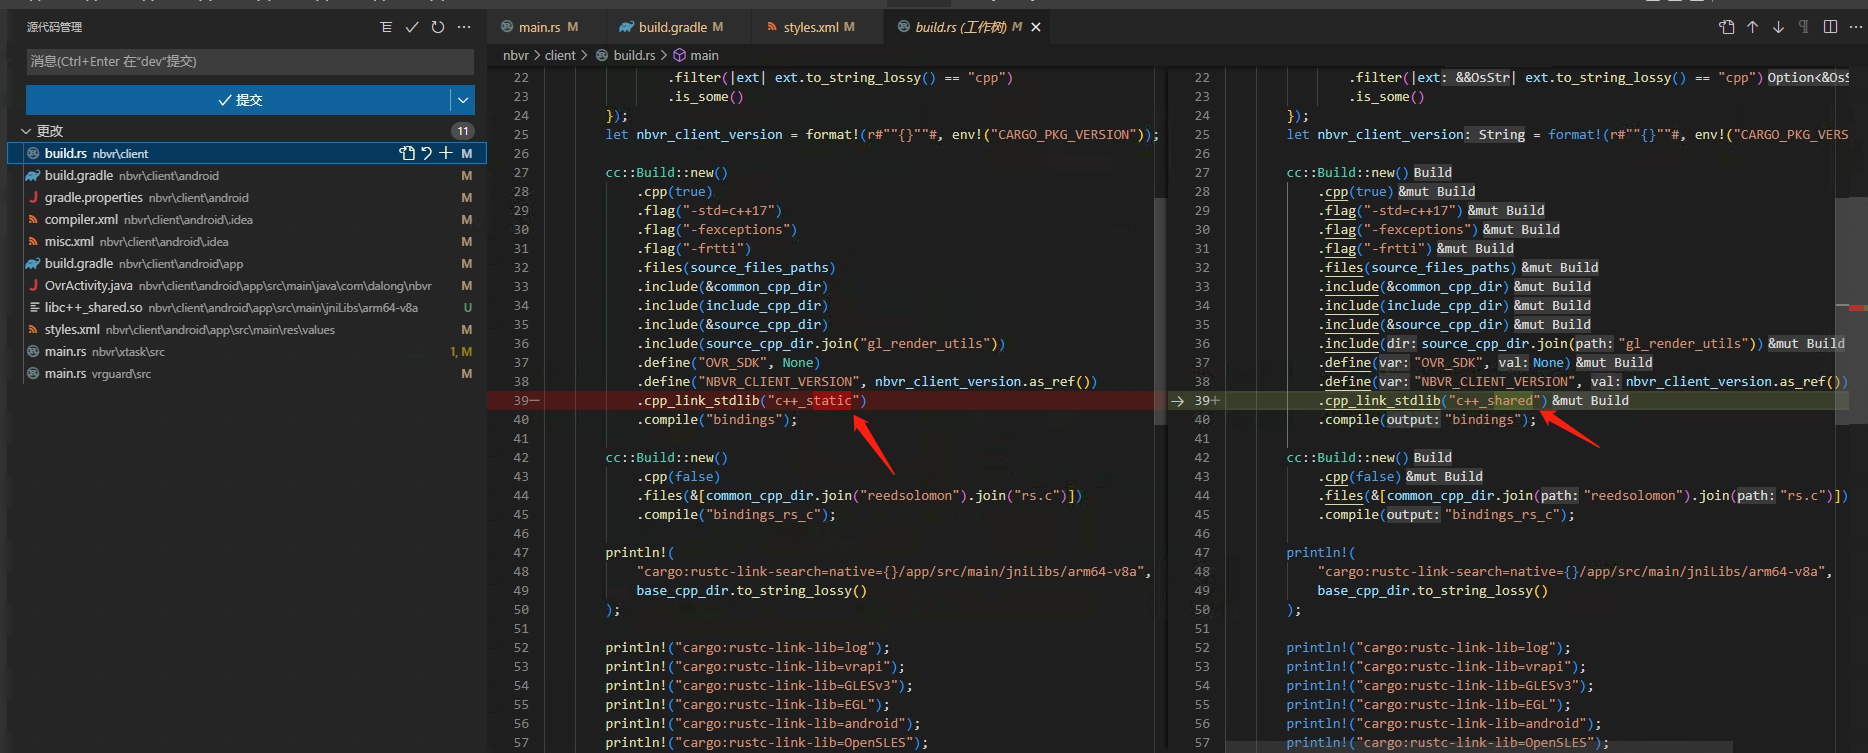 源代码管理
消息(Ctrl+Enter 在"dev"提交)
提交
更改 11
build.rs nbvr\client M
build.gradle nbvr\client\android M
gradle.properties nbvr\client\android M
compiler.xml nbvr\client\android\.idea M
misc.xml nbvr\client\android\.idea M
build.gradle nbvr\client\android\app M
OvrActivity.java nbvr\client\android\app\src\main\java\com\dalong\nbvr M
libc++_shared.so nbvr\client\android\app\src\main\jniLibs\arm64-v8a U
styles.xml nbvr\client\android\app\src\main\res\values M
main.rs nbvr\xtask\src 1, M
main.rs vrguard\src M
main.rs M build.gradle M styles.xml M build.rs (工作树) M
nbvr > client > build.rs > main
22 .filter(|ext| ext.to_string_lossy() == "cpp")
23 .is_some()
24 });
25 let nbvr_client_version = format!(r#""{}""#, env!("CARGO_PKG_VERSION"));
26
27 cc::Build::new()
28 .cpp(true)
29 .flag("-std=c++17")
30 .flag("-fexceptions")
31 .flag("-frtti")
32 .files(source_files_paths)
33 .include(&common_cpp_dir)
34 .include(include_cpp_dir)
35 .include(&source_cpp_dir)
36 .include(source_cpp_dir.join("gl_render_utils"))
37 .define("OVR_SDK", None)
38 .define("NBVR_CLIENT_VERSION", nbvr_client_version.as_ref())
39− .cpp_link_stdlib("c++_static")
40 .compile("bindings");
41
42 cc::Build::new()
43 .cpp(false)
44 .files(&[common_cpp_dir.join("reedsolomon").join("rs.c")])
45 .compile("bindings_rs_c");
46
47 println!(
48 "cargo:rustc-link-search=native={}/app/src/main/jniLibs/arm64-v8a",
49 base_cpp_dir.to_string_lossy()
50 );
51
52 println!("cargo:rustc-link-lib=log");
53 println!("cargo:rustc-link-lib=vrapi");
54 println!("cargo:rustc-link-lib=GLESv3");
55 println!("cargo:rustc-link-lib=EGL");
56 println!("cargo:rustc-link-lib=android");
57 println!("cargo:rustc-link-lib=OpenSLES");
22 .filter(|ext: &&OsStr| ext.to_string_lossy() == "cpp") Option<&OsS
23 .is_some()
24 });
25 let nbvr_client_version: String = format!(r#""{}""#, env!("CARGO_PKG_VERS
26
27 cc::Build::new() Build
28 .cpp(true) &mut Build
29 .flag("-std=c++17") &mut Build
30 .flag("-fexceptions") &mut Build
31 .flag("-frtti") &mut Build
32 .files(source_files_paths) &mut Build
33 .include(&common_cpp_dir) &mut Build
34 .include(include_cpp_dir) &mut Build
35 .include(&source_cpp_dir) &mut Build
36 .include(dir: source_cpp_dir.join(path: "gl_render_utils")) &mut Build
37 .define(var: "OVR_SDK", val: None) &mut Build
38 .define(var: "NBVR_CLIENT_VERSION", val: nbvr_client_version.as_ref())
39+ .cpp_link_stdlib("c++_shared") &mut Build
40 .compile(output: "bindings");
41
42 cc::Build::new() Build
43 .cpp(false) &mut Build
44 .files(&[common_cpp_dir.join(path: "reedsolomon").join(path: "rs.c")])
45 .compile(output: "bindings_rs_c");
46
47 println!(
48 "cargo:rustc-link-search=native={}/app/src/main/jniLibs/arm64-v8a",
49 base_cpp_dir.to_string_lossy()
50 );
51
52 println!("cargo:rustc-link-lib=log");
53 println!("cargo:rustc-link-lib=vrapi");
54 println!("cargo:rustc-link-lib=GLESv3");
55 println!("cargo:rustc-link-lib=EGL");
56 println!("cargo:rustc-link-lib=android");
57 println!("cargo:rustc-link-lib=OpenSLES");